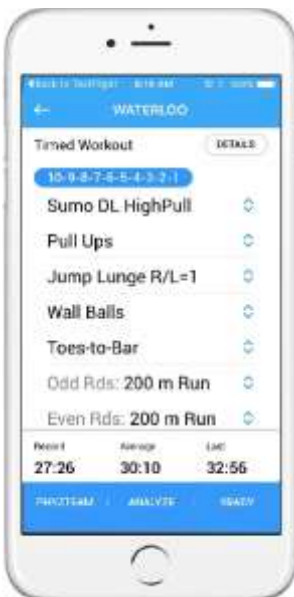 WATERLOO
Timed Workout DETAILS
10-9-8-7-6-5-4-3-2-1
Sumo DL HighPull
Pull Ups
Jump Lunge R/L=1
Wall Balls
Toes-to-Bar
Odd Rds: 200 m Run
Even Rds: 200 m Run
Record Average Last
27:26 30:10 32:56
ANALYZE